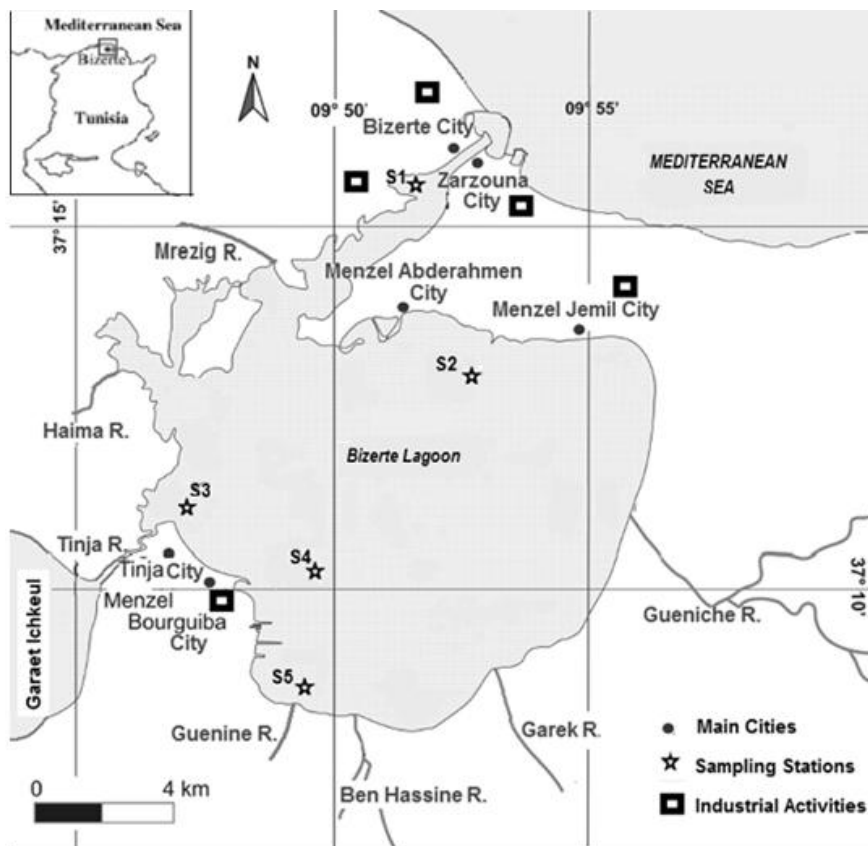 Mediterranean Sea
Bizerte
Tunisia
N
09° 50'
09° 55'
Bizerte City
MEDITERRANEAN
SEA
S1
Zarzouna
City
37° 15'
Mrezig R.
Menzel Abderahmen
City
Menzel Jemil City
S2
Haima R.
Bizerte Lagoon
S3
Tinja R.
S4
Tinja City
37° 10'
Menzel
Bourguiba
City
Gueniche R.
Garaet Ichkeul
S5
Guenine R.
Garek R.
Main Cities
Sampling Stations
0 4 km
Ben Hassine R.
Industrial Activities